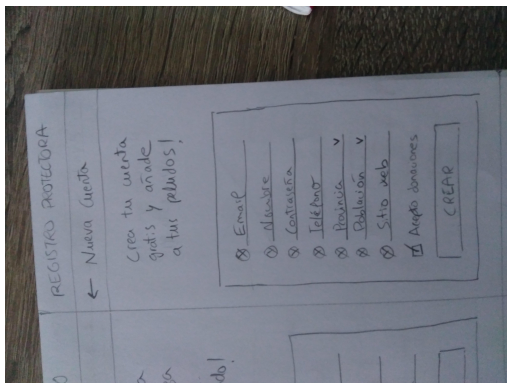 REGISTRO PROTECTORA
← Nueva Cuenta
Crea tu cuenta
gratis y añade
a tus peludos!
Email
Nombre
Contraseña
Teléfono
Provincia v
Población v
Sitio web
Acepto donaciones
CREAR
do!